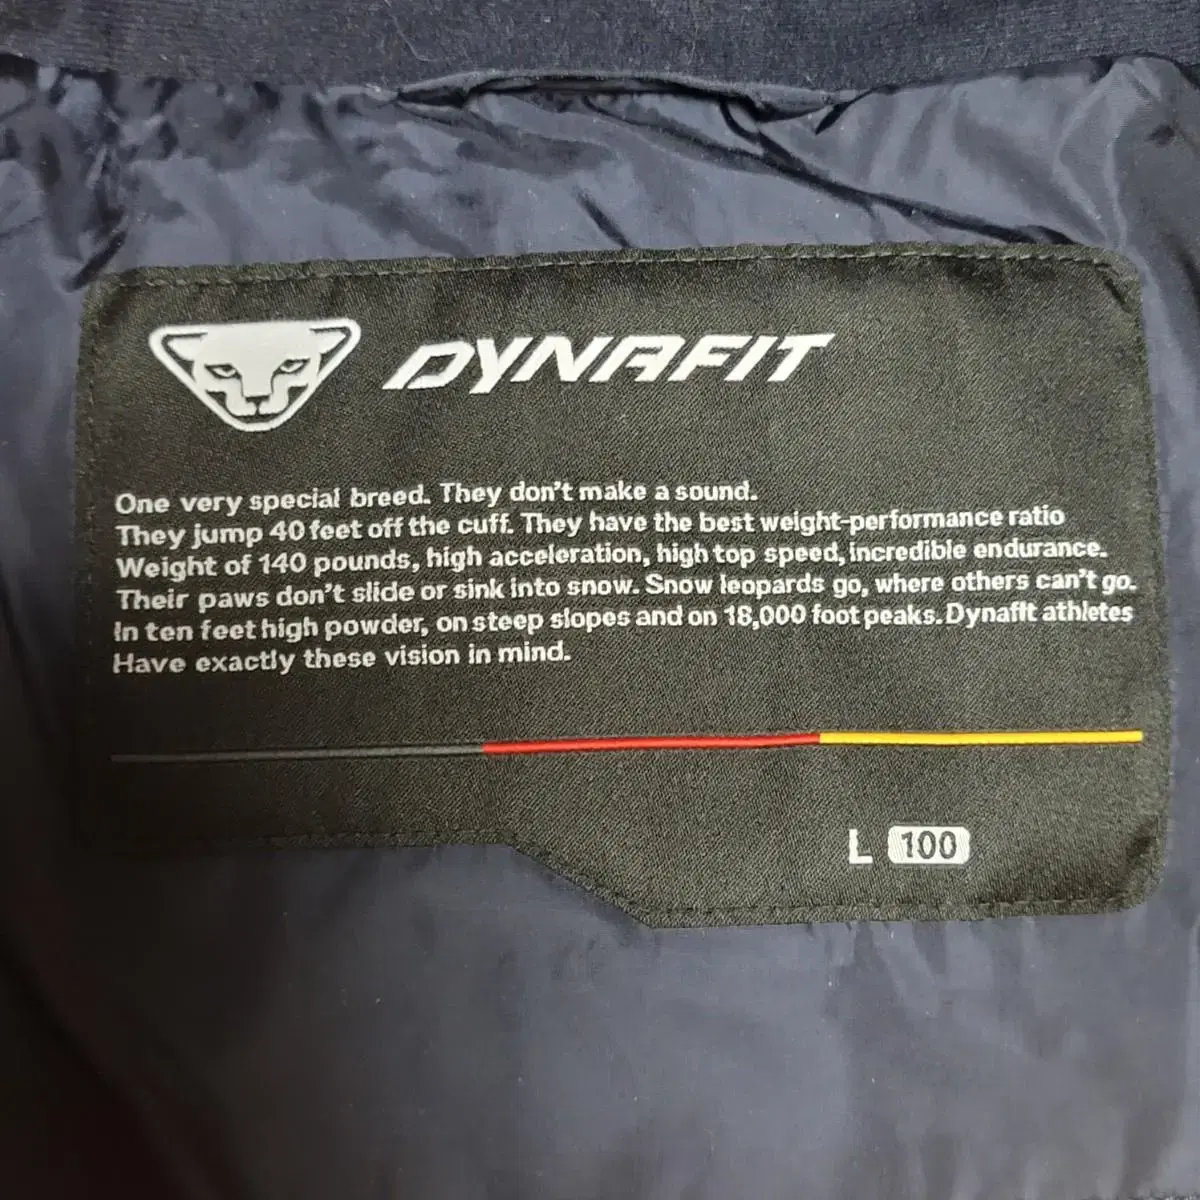 DYNAFIT
One very special breed. They don't make a sound.
They jump 40 feet off the cuff. They have the best weight-performance ratio
Weight of 140 pounds, high acceleration, high top speed, incredible endurance.
Their paws don't slide or sink into snow. Snow leopards go, where others can't go.
In ten feet high powder, on steep slopes and on 18,000 foot peaks. Dynafit athletes
Have exactly these vision in mind.
L 100